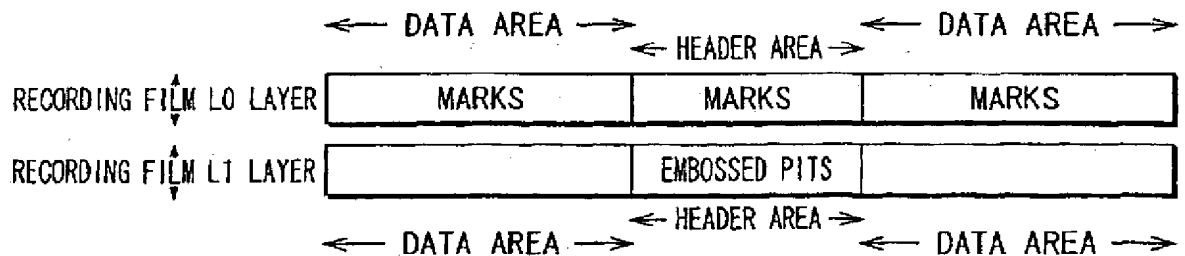 DATA AREA DATA AREA
HEADER AREA
RECORDING FILM L0 LAYER MARKS MARKS MARKS
RECORDING FILM L1 LAYER EMBOSSED PITS
HEADER AREA
DATA AREA DATA AREA